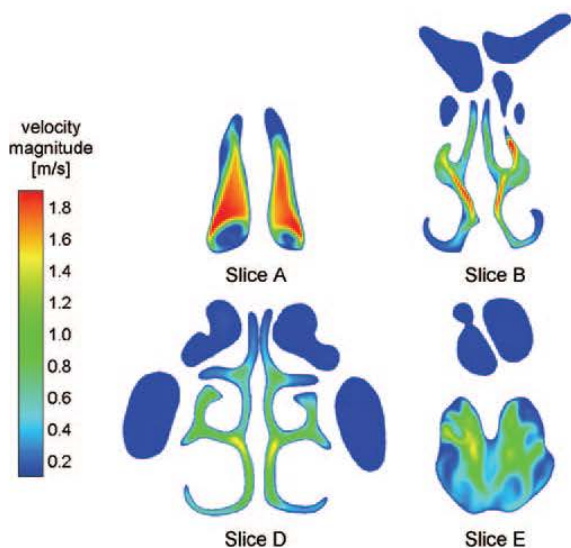 velocity
magnitude
[m/s]
1.8
1.6
1.4
1.2
1.0
0.8
0.6
0.4
0.2
Slice A
Slice B
Slice D
Slice E